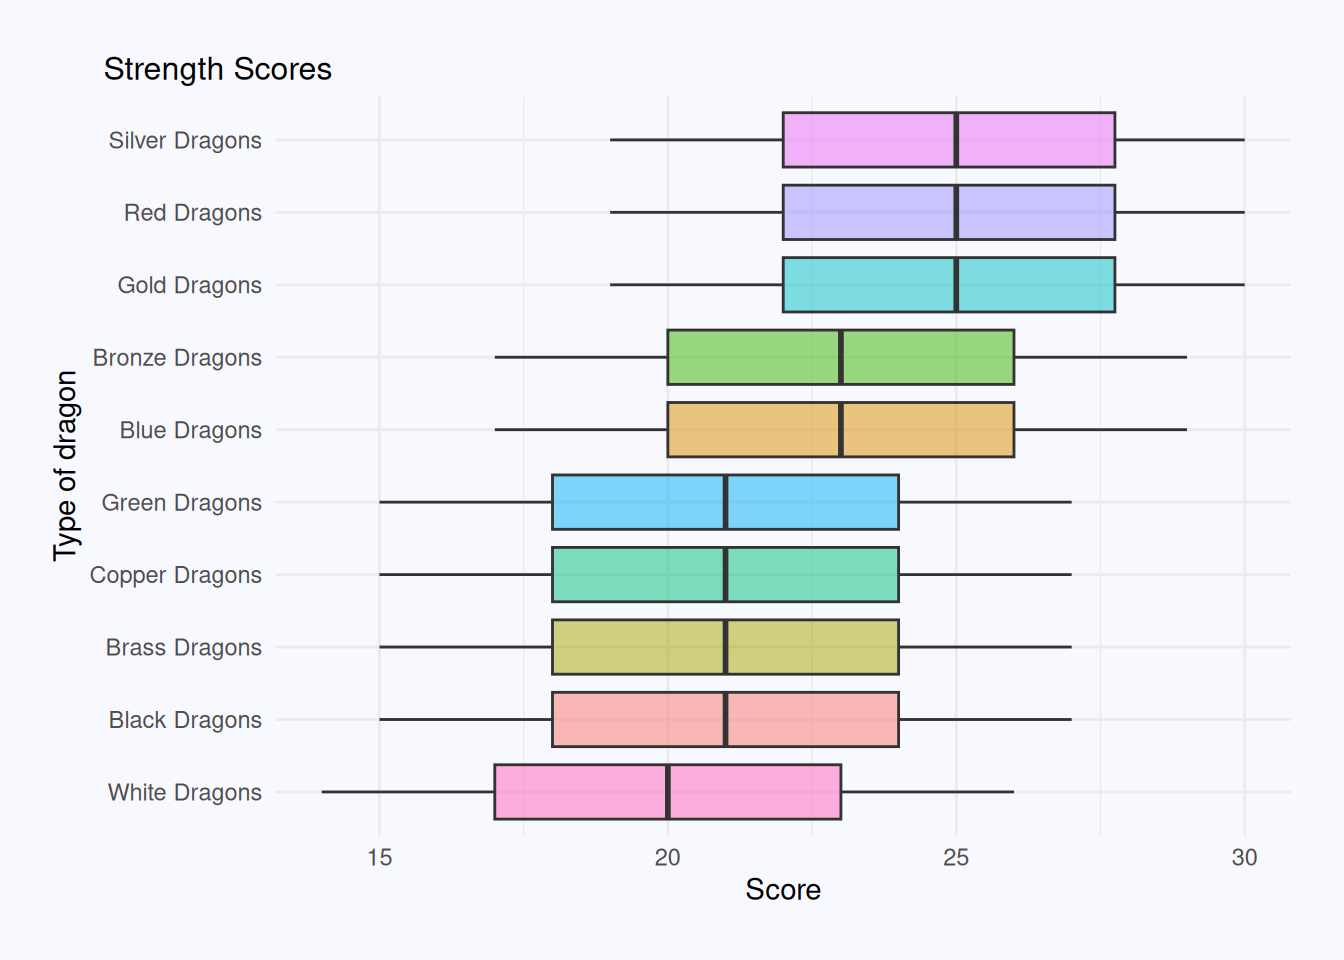 Strength Scores
Silver Dragons
Red Dragons
Gold Dragons
Bronze Dragons
Blue Dragons
Green Dragons
Copper Dragons
Brass Dragons
Black Dragons
White Dragons
Type of dragon
15 20 25 30
Score